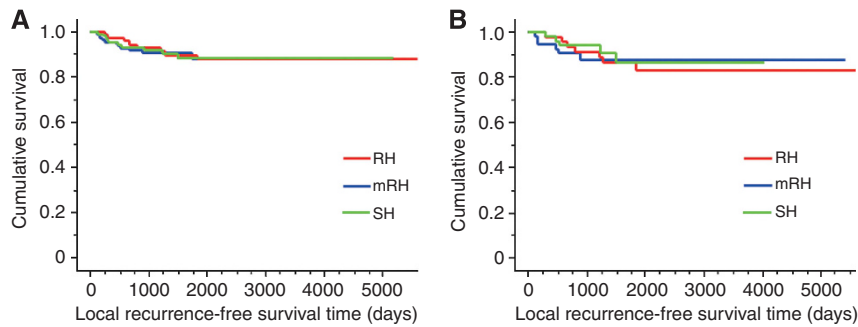 A
Cumulative survival
1.0
0.8
0.6
0.4
0.2
0
RH
mRH
SH
0 1000 2000 3000 4000 5000
Local recurrence-free survival time (days)
B
Cumulative survival
1.0
0.8
0.6
0.4
0.2
0
RH
mRH
SH
0 1000 2000 3000 4000 5000
Local recurrence-free survival time (days)